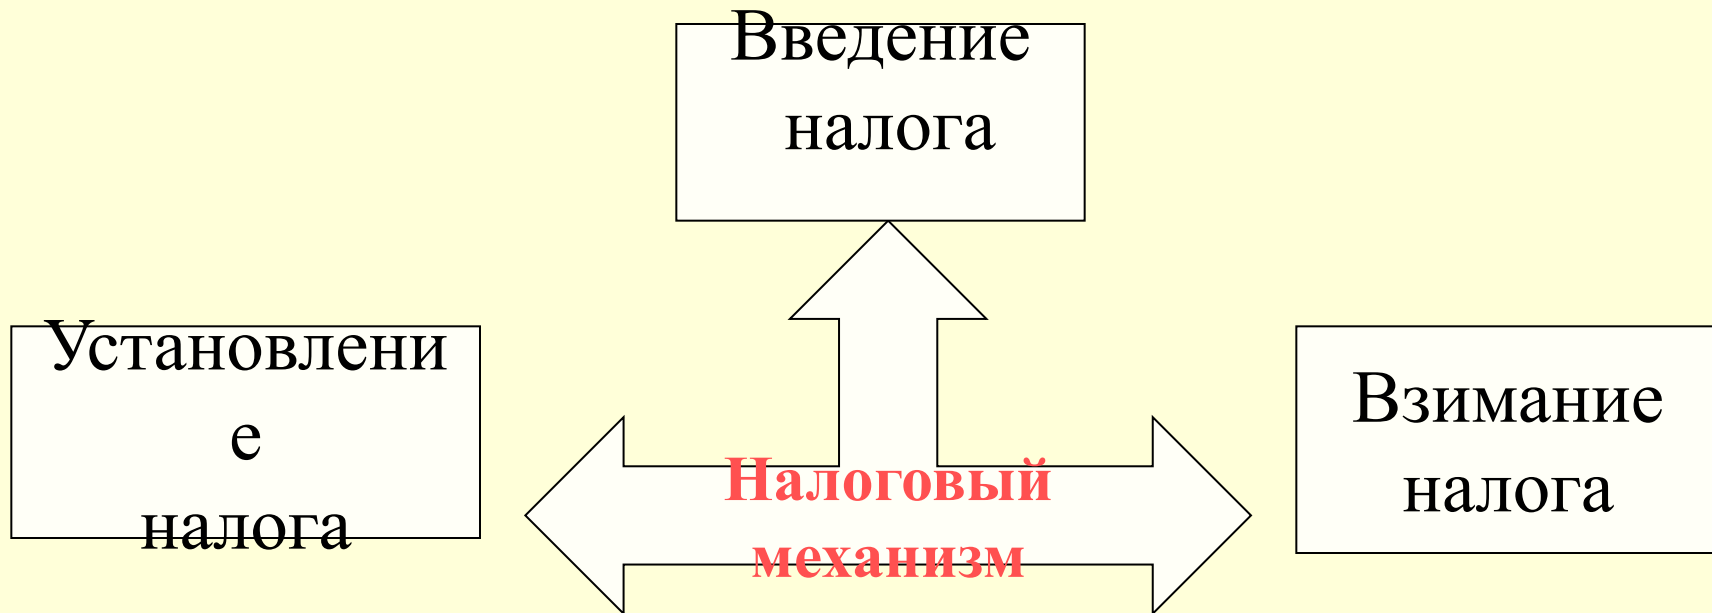 Введение
налога
Установлени
е
налога
Взимание
налога
Налоговый
механизм